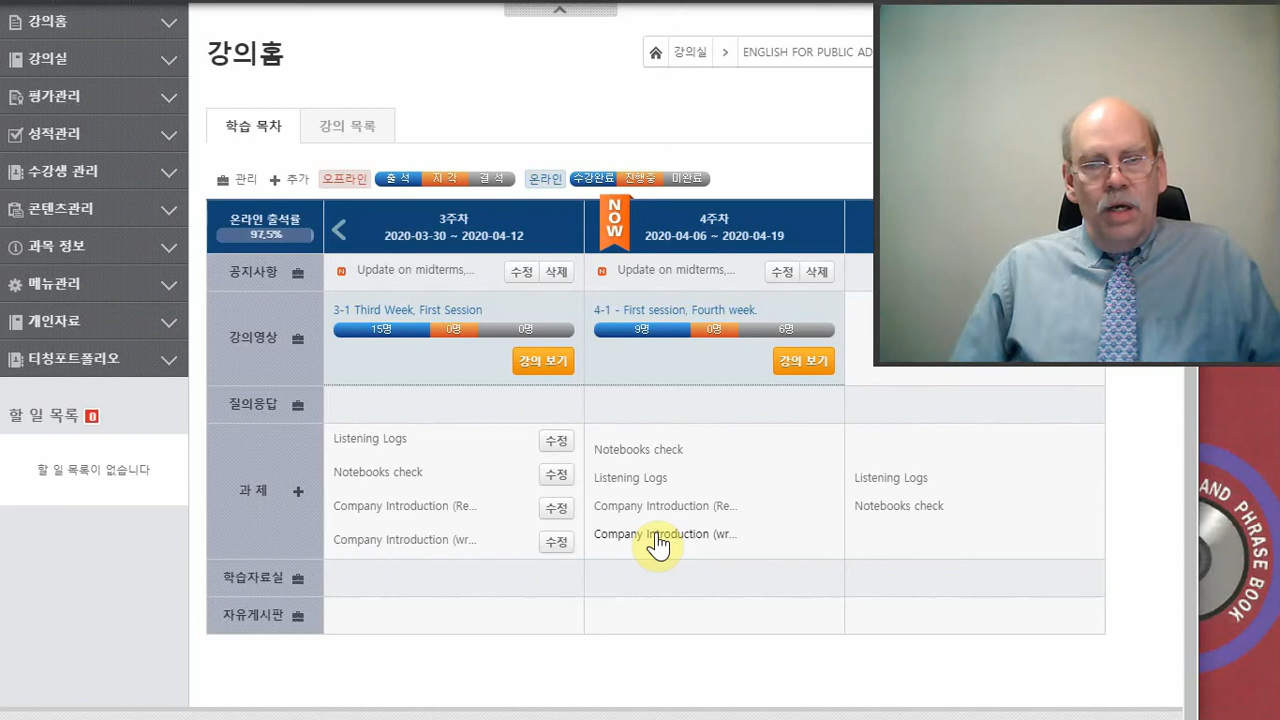 강의홈
강의실
평가관리
성적관리
수강생 관리
콘텐츠관리
과목 정보
메뉴관리
개인자료
티칭포트폴리오
할 일 목록 0
할 일 목록이 없습니다
강의홈
강의실 > ENGLISH FOR PUBLIC AD
학습 목차 강의 목록
관리 + 추가 오프라인 출석 지각 결석 온라인 수강완료 진행중 미완료
온라인 출석률
97.5%
3주차
2020-03-30 ~ 2020-04-12
NOW
4주차
2020-04-06 ~ 2020-04-19
공지사항
N Update on midterms,... 수정 삭제
N Update on midterms,... 수정 삭제
강의영상
3-1 Third Week, First Session
15명 0명 0명
강의 보기
4-1 - First session, Fourth week.
9명 0명 6명
강의 보기
질의응답
과 제 +
Listening Logs 수정
Notebooks check 수정
Company Introduction (Re... 수정
Company Introduction (wr... 수정
Notebooks check
Listening Logs
Company Introduction (Re...
Company Introduction (wr...
Listening Logs
Notebooks check
학습자료실
자유게시판
AND PHRASE BOOK